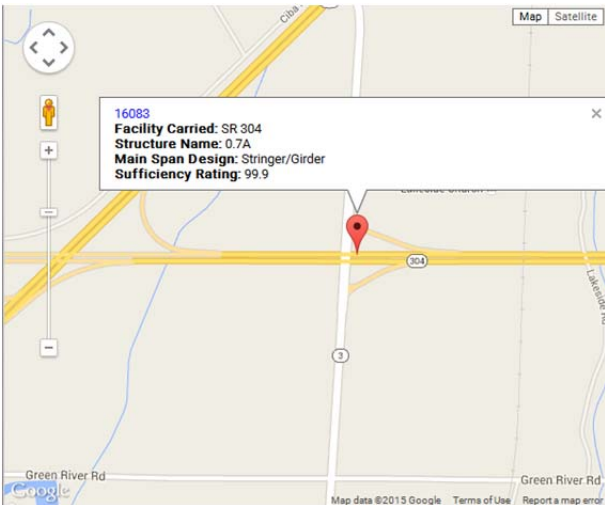 Ciba
Map Satellite
16083
Facility Carried: SR 304
Structure Name: 0.7A
Main Span Design: Stringer/Girder
Sufficiency Rating: 99.9
304
Lakeside Rd
3
Green River Rd
Green River Rd
Google
Map data ©2015 Google Terms of Use Report a map error